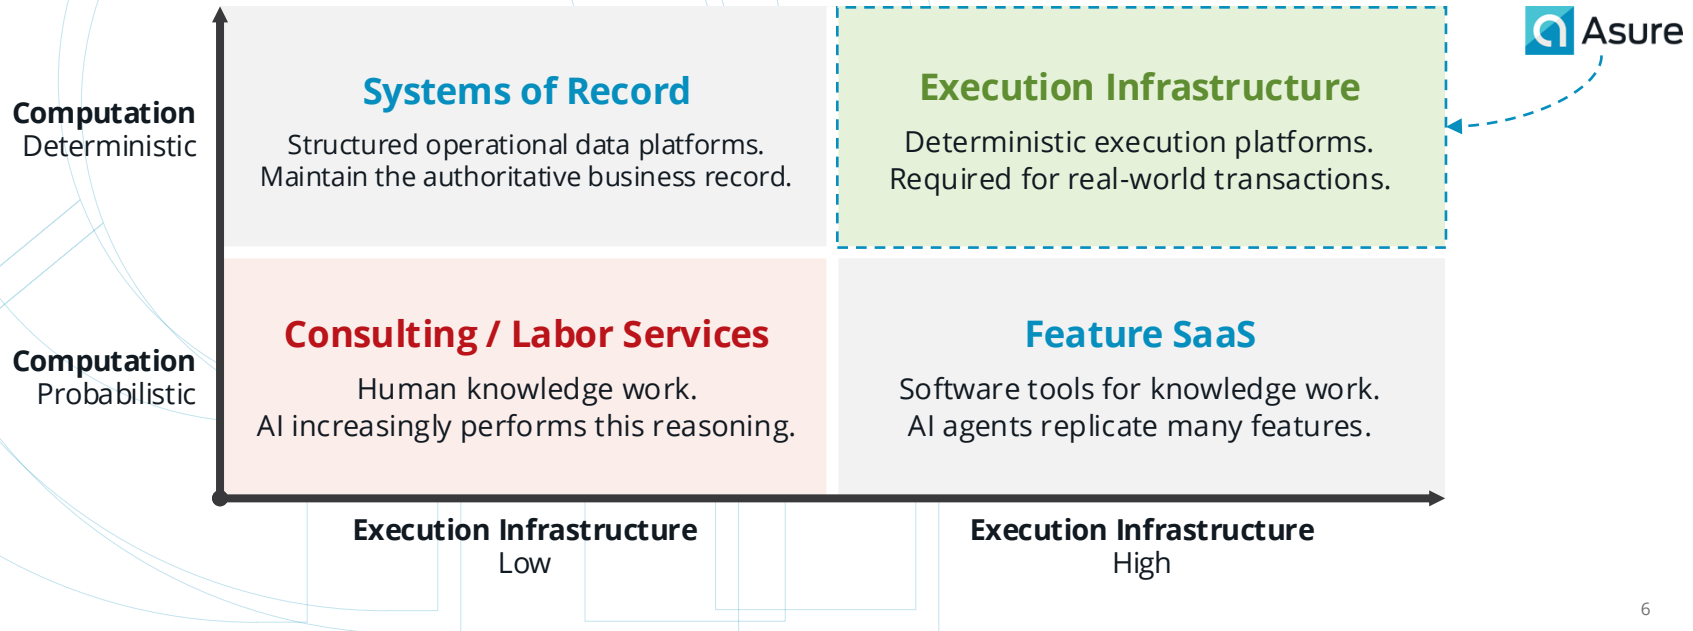 Asure
Computation
Deterministic
Systems of Record
Structured operational data platforms.
Maintain the authoritative business record.
Execution Infrastructure
Deterministic execution platforms.
Required for real-world transactions.
Computation
Probabilistic
Consulting / Labor Services
Human knowledge work.
AI increasingly performs this reasoning.
Feature SaaS
Software tools for knowledge work.
AI agents replicate many features.
Execution Infrastructure
Low
Execution Infrastructure
High
6